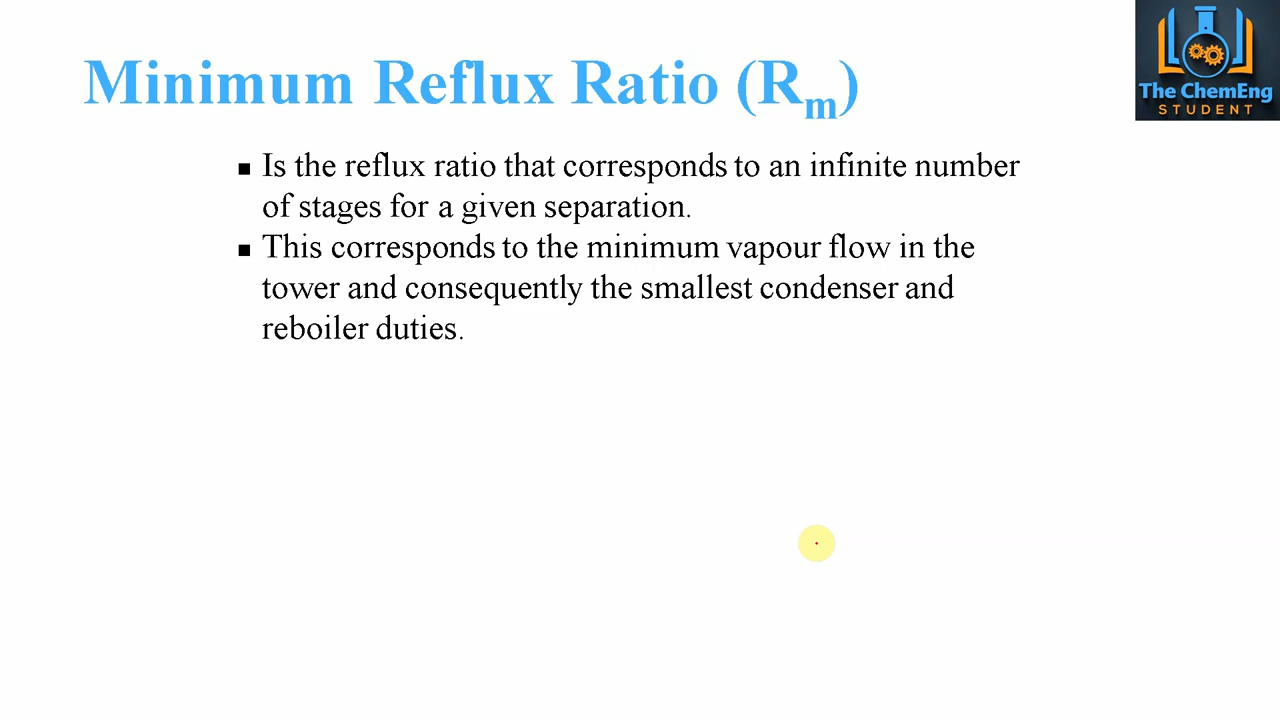 Minimum Reflux Ratio (Rm)
The ChemEng
STUDENT
▪ Is the reflux ratio that corresponds to an infinite number
of stages for a given separation.
▪ This corresponds to the minimum vapour flow in the
tower and consequently the smallest condenser and
reboiler duties.